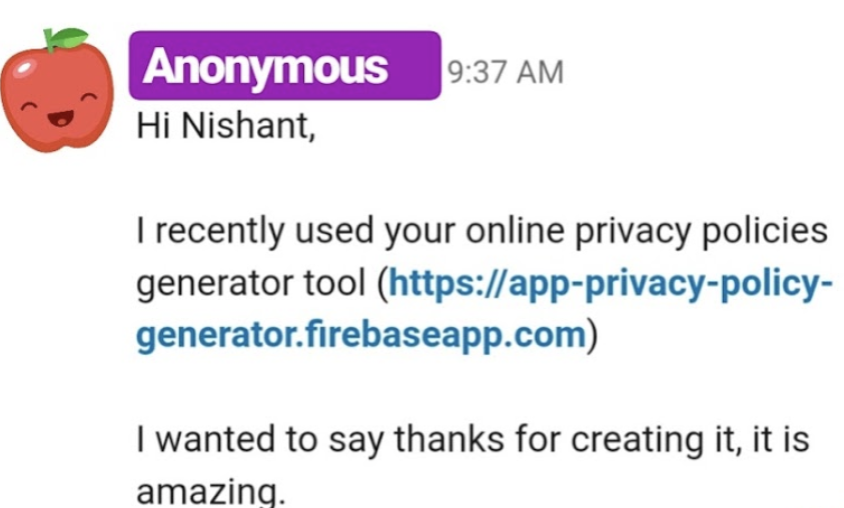 Anonymous 9:37 AM
Hi Nishant,
I recently used your online privacy policies
generator tool (https://app-privacy-policy-
generator.firebaseapp.com)
I wanted to say thanks for creating it, it is
amazing.